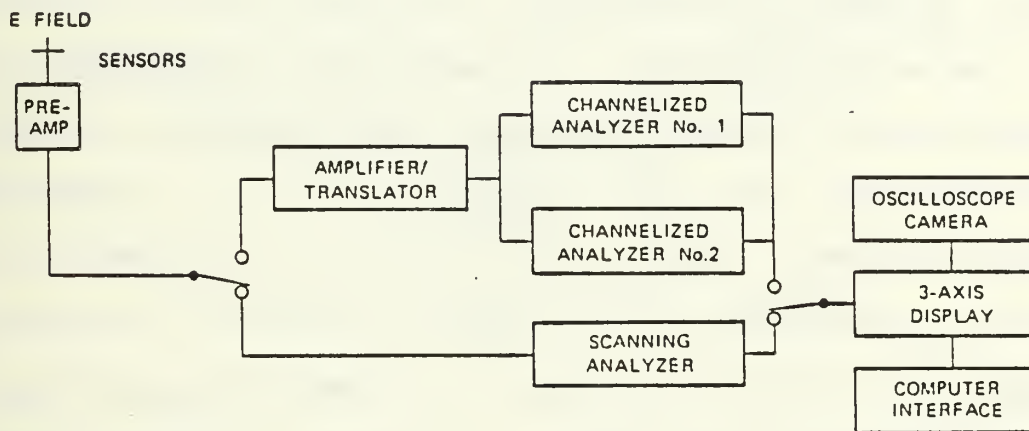 E FIELD
SENSORS
PRE-
AMP
AMPLIFIER/
TRANSLATOR
CHANNELIZED
ANALYZER No. 1
CHANNELIZED
ANALYZER No.2
SCANNING
ANALYZER
OSCILLOSCOPE
CAMERA
3-AXIS
DISPLAY
COMPUTER
INTERFACE